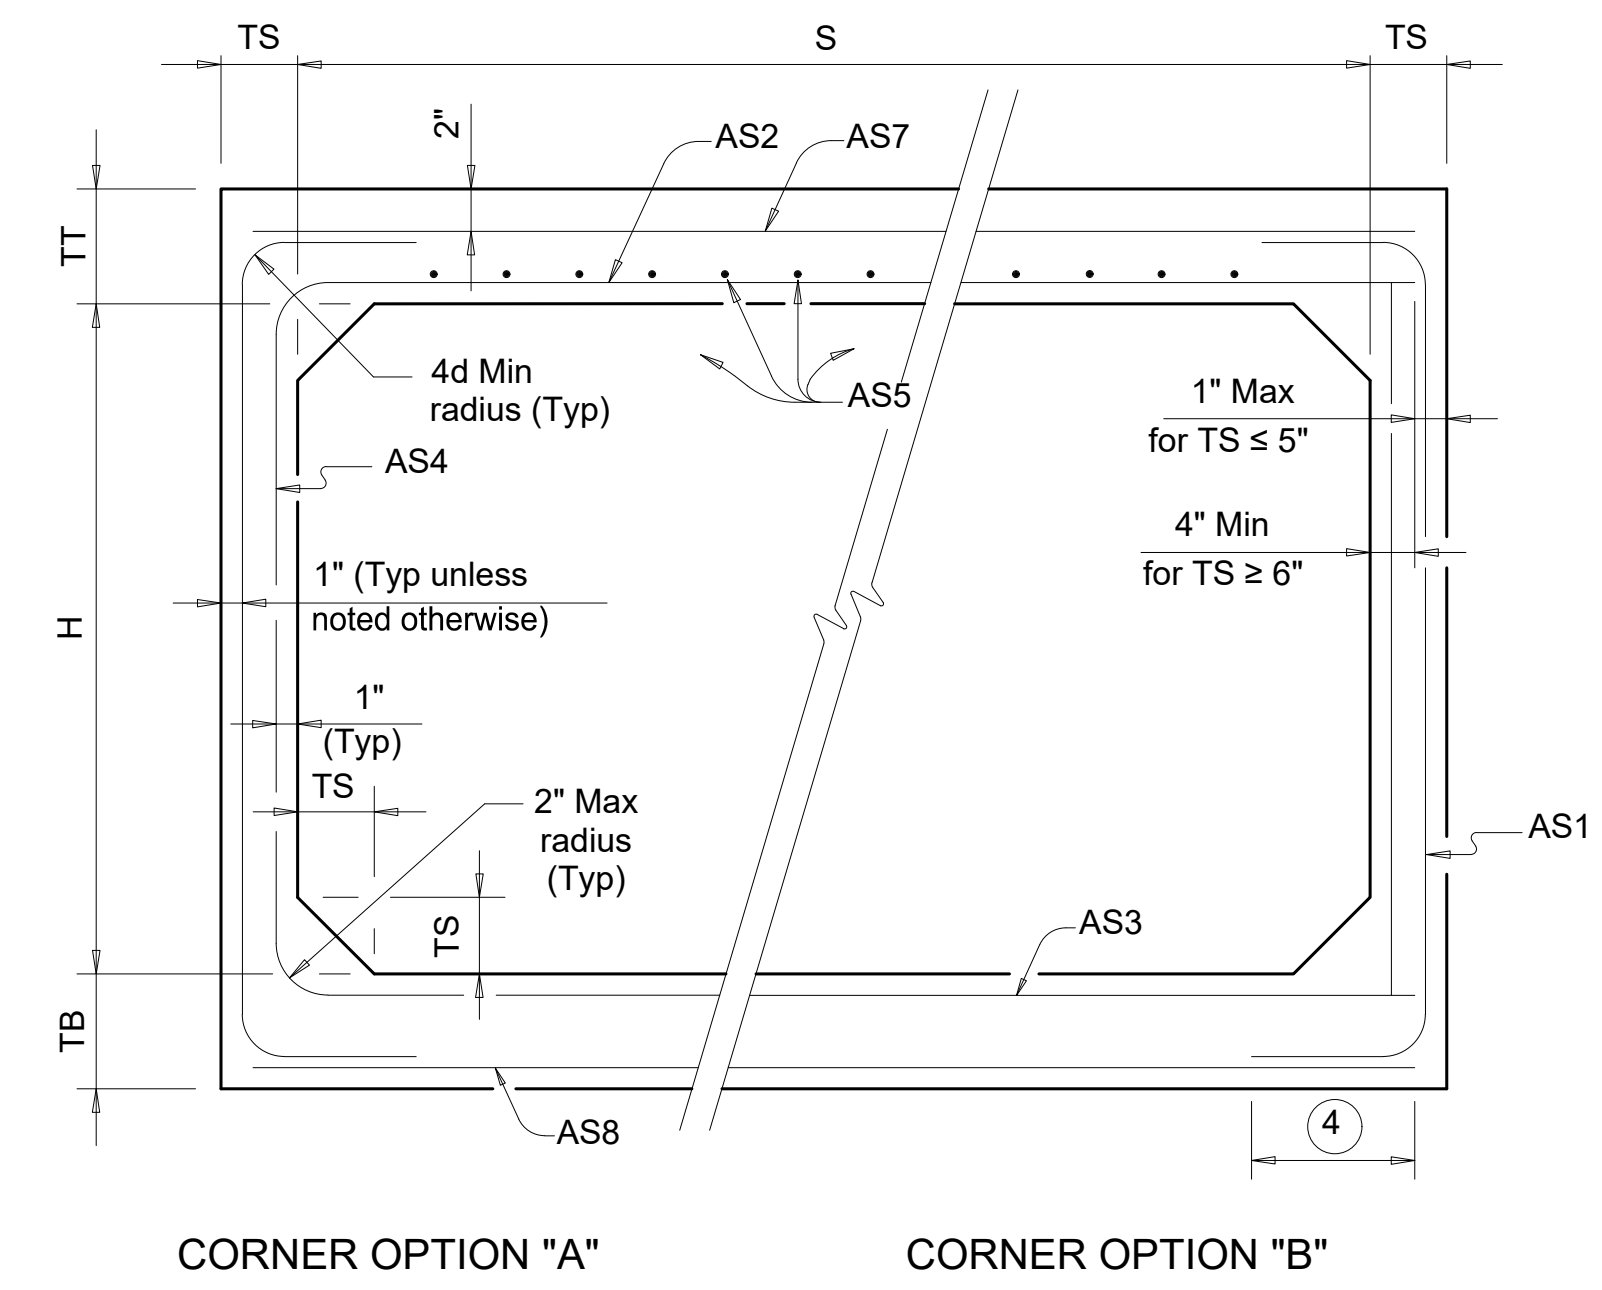 TS
S
TS
2"
AS2
AS7
TT
4d Min
radius (Typ)
AS5
1" Max
for TS ≤ 5"
AS4
4" Min
for TS ≥ 6"
1" (Typ unless
noted otherwise)
H
1"
(Typ)
TS
2" Max
radius
(Typ)
AS1
TS
AS3
TB
AS8
4
CORNER OPTION "A"
CORNER OPTION "B"